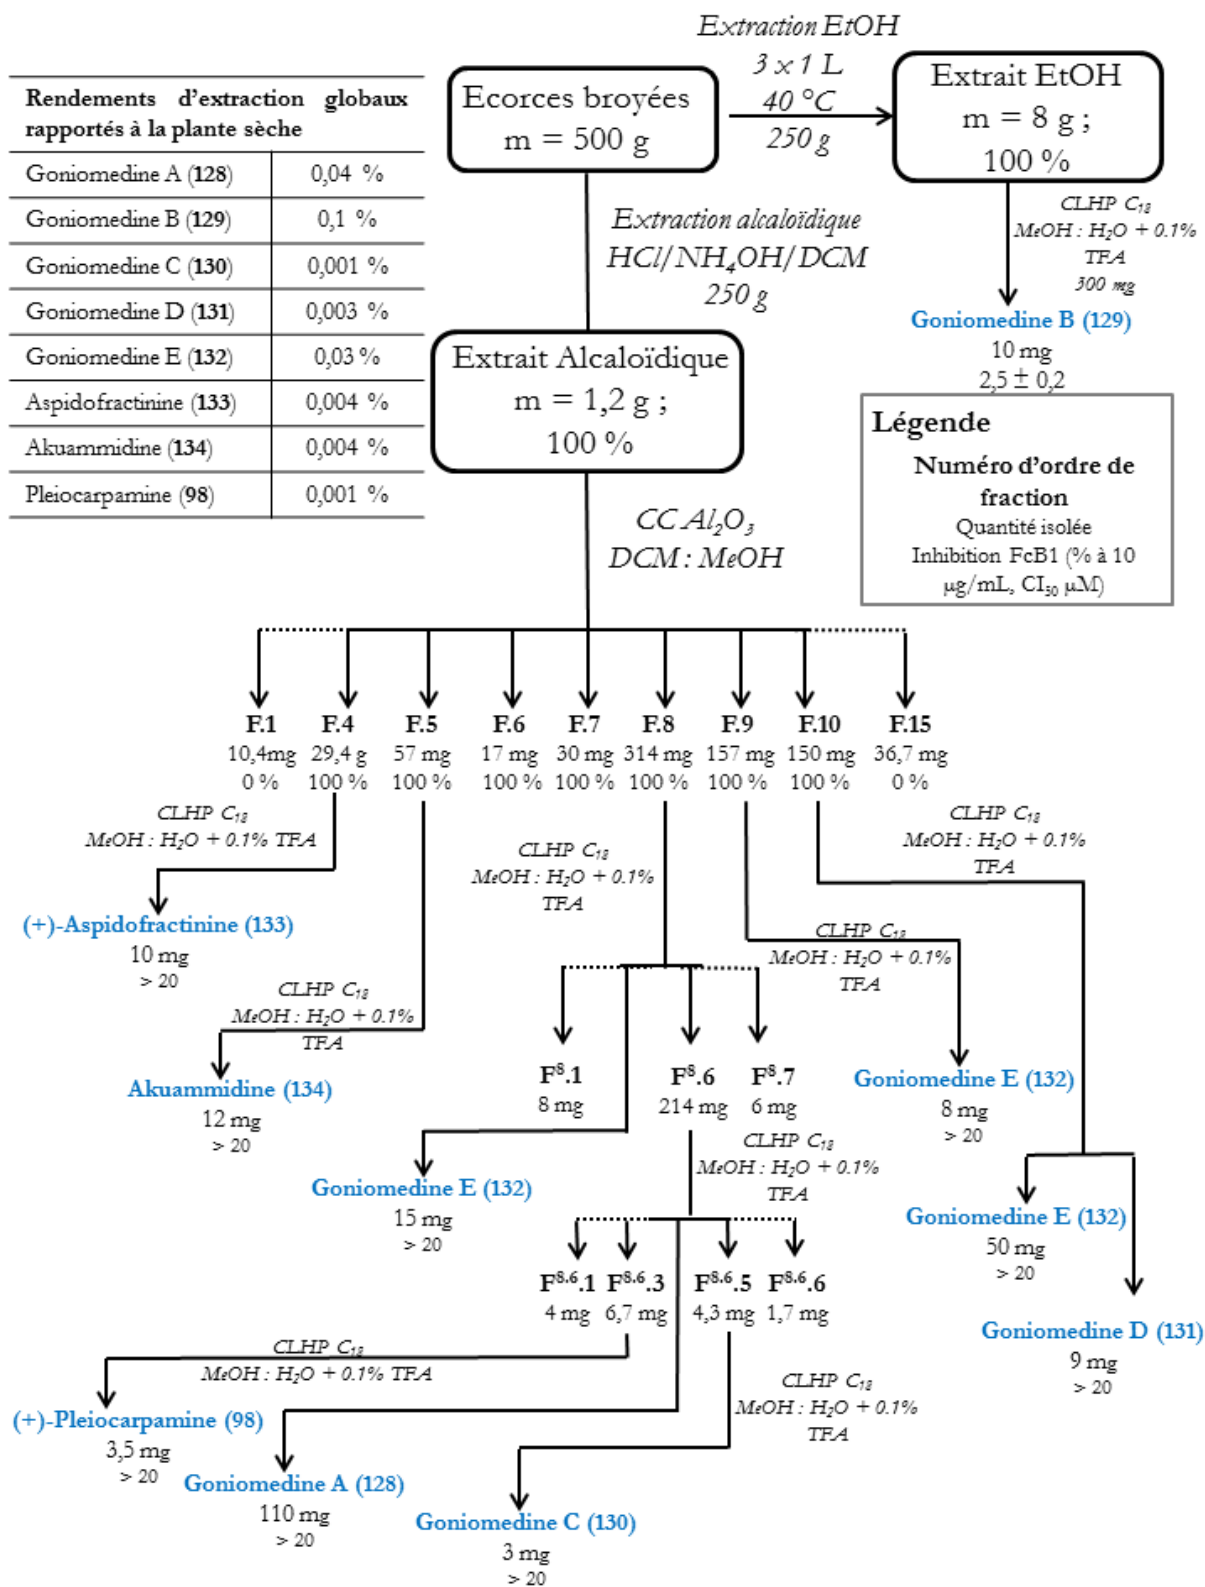 Extraction EtOH
3 x 1 L
40 °C
250 g
Ecorces broyées
m = 500 g
Extrait EtOH
m = 8 g ;
100 %
Rendements d'extraction globaux
rapportés à la plante sèche
Goniomedine A (128) 0,04 %
Goniomedine B (129) 0,1 %
Goniomedine C (130) 0,001 %
Goniomedine D (131) 0,003 %
Goniomedine E (132) 0,03 %
Aspidofractinine (133) 0,004 %
Akuammidine (134) 0,004 %
Pleiocarpamine (98) 0,001 %
Extraction alcaloïdique
HCl/NH₄OH/DCM
250 g
CLHP C₁₈
MeOH : H₂O + 0.1%
TFA
300 mg
Goniomedine B (129)
10 mg
2,5 ± 0,2
Extrait Alcaloïdique
m = 1,2 g ;
100 %
Légende
Numéro d'ordre de
fraction
Quantité isolée
Inhibition FcB1 (% à 10
µg/mL, CI₅₀ µM)
CC Al₂O₃
DCM : MeOH
F.1 F.4 F.5 F.6 F.7 F.8 F.9 F.10 F.15
10,4mg 29,4 g 57 mg 17 mg 30 mg 314 mg 157 mg 150 mg 36,7 mg
0 % 100 % 100 % 100 % 100 % 100 % 100 % 100 % 0 %
CLHP C₁₈
MeOH : H₂O + 0.1% TFA
(+)-Aspidofractinine (133)
10 mg
> 20
CLHP C₁₈
MeOH : H₂O + 0.1%
TFA
Akuammidine (134)
12 mg
> 20
CLHP C₁₈
MeOH : H₂O + 0.1%
TFA
F⁸.1 F⁸.6 F⁸.7
8 mg 214 mg 6 mg
Goniomedine E (132)
15 mg
> 20
CLHP C₁₈
MeOH : H₂O + 0.1%
TFA
Goniomedine E (132)
8 mg
> 20
CLHP C₁₈
MeOH : H₂O + 0.1%
TFA
Goniomedine E (132)
50 mg
> 20
Goniomedine D (131)
9 mg
> 20
CLHP C₁₈
MeOH : H₂O + 0.1%
TFA
F⁸·⁶.1 F⁸·⁶.3 F⁸·⁶.5 F⁸·⁶.6
4 mg 6,7 mg 4,3 mg 1,7 mg
CLHP C₁₈
MeOH : H₂O + 0.1% TFA
(+)-Pleiocarpamine (98)
3,5 mg
> 20
Goniomedine A (128)
110 mg
> 20
CLHP C₁₈
MeOH : H₂O + 0.1%
TFA
Goniomedine C (130)
3 mg
> 20